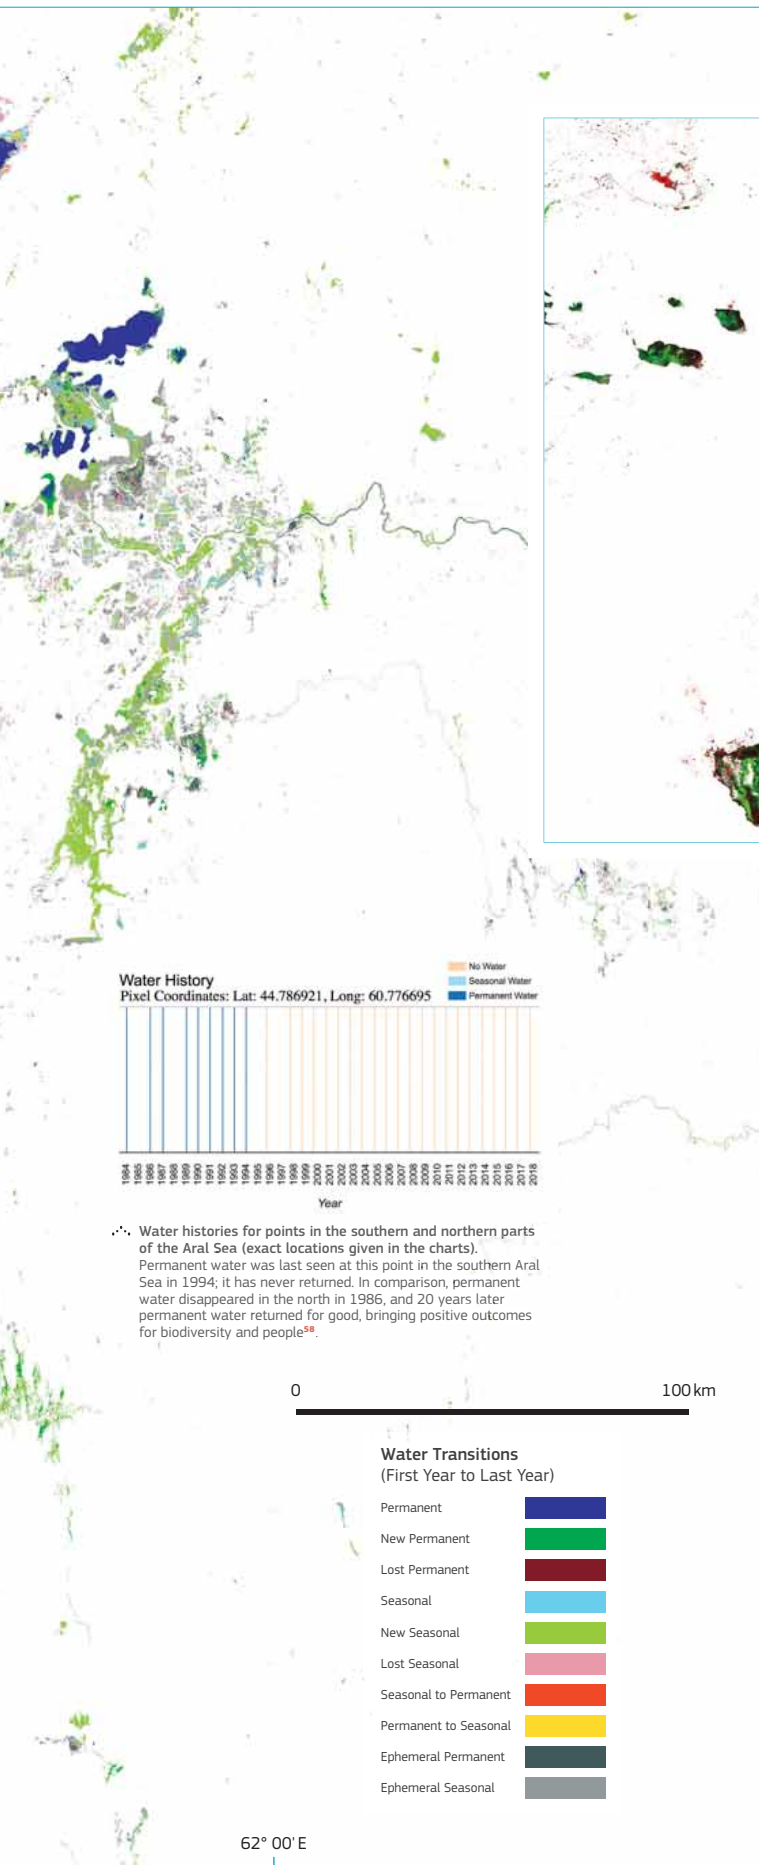 No Water
Water History
Seasonal Water
Pixel Coordinates: Lat: 44.786921, Long: 60.776695
Permanent Water
1984 1985 1986 1987 1988 1989 1990 1991 1992 1993 1994 1995 1996 1997 1998 1999 2000 2001 2002 2003 2004 2005 2006 2007 2008 2009 2010 2011 2012 2013 2014 2015 2016 2017 2018
Year
Water histories for points in the southern and northern parts
of the Aral Sea (exact locations given in the charts).
Permanent water was last seen at this point in the southern Aral
Sea in 1994; it has never returned. In comparison, permanent
water disappeared in the north in 1986, and 20 years later
permanent water returned for good, bringing positive outcomes
for biodiversity and people58.
0 100 km
Water Transitions
(First Year to Last Year)
Permanent
New Permanent
Lost Permanent
Seasonal
New Seasonal
Lost Seasonal
Seasonal to Permanent
Permanent to Seasonal
Ephemeral Permanent
Ephemeral Seasonal
62° 00' E